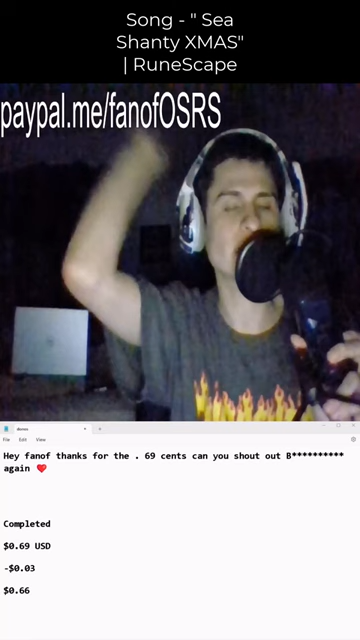 Song - " Sea
Shanty XMAS"
| RuneScape
paypal.me/fanofOSRS
File Edit View
Hey fanof thanks for the . 69 cents can you shout out B**********
again ❤️
Completed
$0.69 USD
-$0.03
$0.66